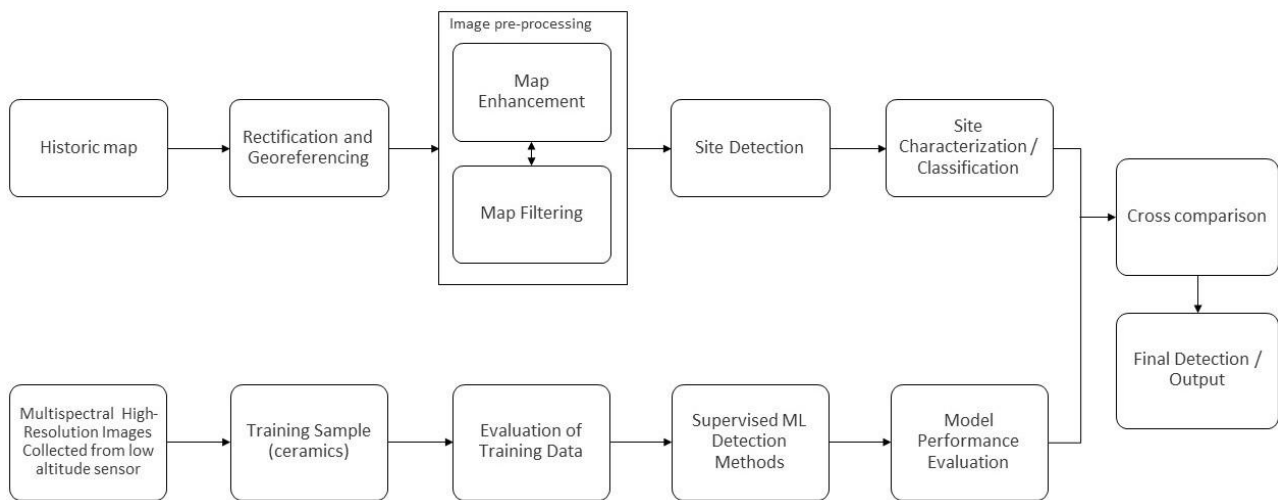 Image pre-processing
Map
Enhancement
Map Filtering
Historic map
Rectification and
Georeferencing
Site Detection
Site
Characterization /
Classification
Cross comparison
Final Detection /
Output
Multispectral High-
Resolution Images
Collected from low
altitude sensor
Training Sample
(ceramics)
Evaluation of
Training Data
Supervised ML
Detection
Methods
Model
Performance
Evaluation